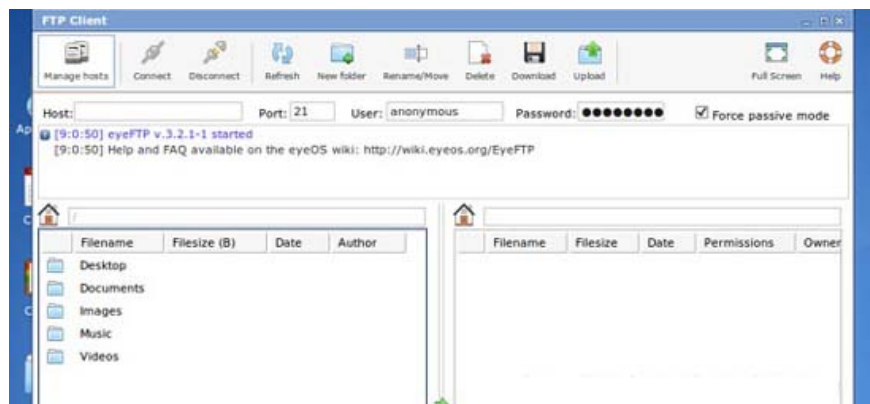 FTP Client
Manage hosts Connect Disconnect Refresh New folder Rename/Move Delete Download Upload Full Screen Help
Host: Port: 21 User: anonymous Password: ●●●●●●●● Force passive mode
[9:0:50] eyeFTP v.3.2.1-1 started
[9:0:50] Help and FAQ available on the eyeOS wiki: http://wiki.eyeos.org/EyeFTP
/
Filename Filesize (B) Date Author Filename Filesize Date Permissions Owner
Desktop
Documents
Images
Music
Videos